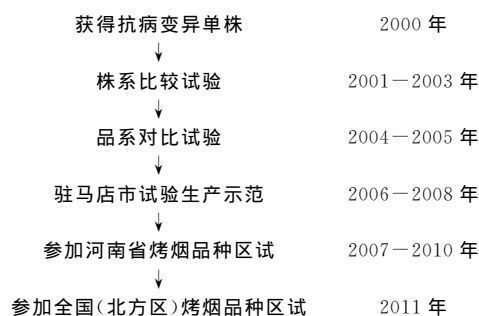 获得抗病变异单株 2000 年
↓
株系比较试验 2001－2003 年
↓
品系对比试验 2004－2005 年
↓
驻马店市试验生产示范 2006－2008 年
↓
参加河南省烤烟品种区试 2007－2010 年
↓
参加全国(北方区)烤烟品种区试 2011 年